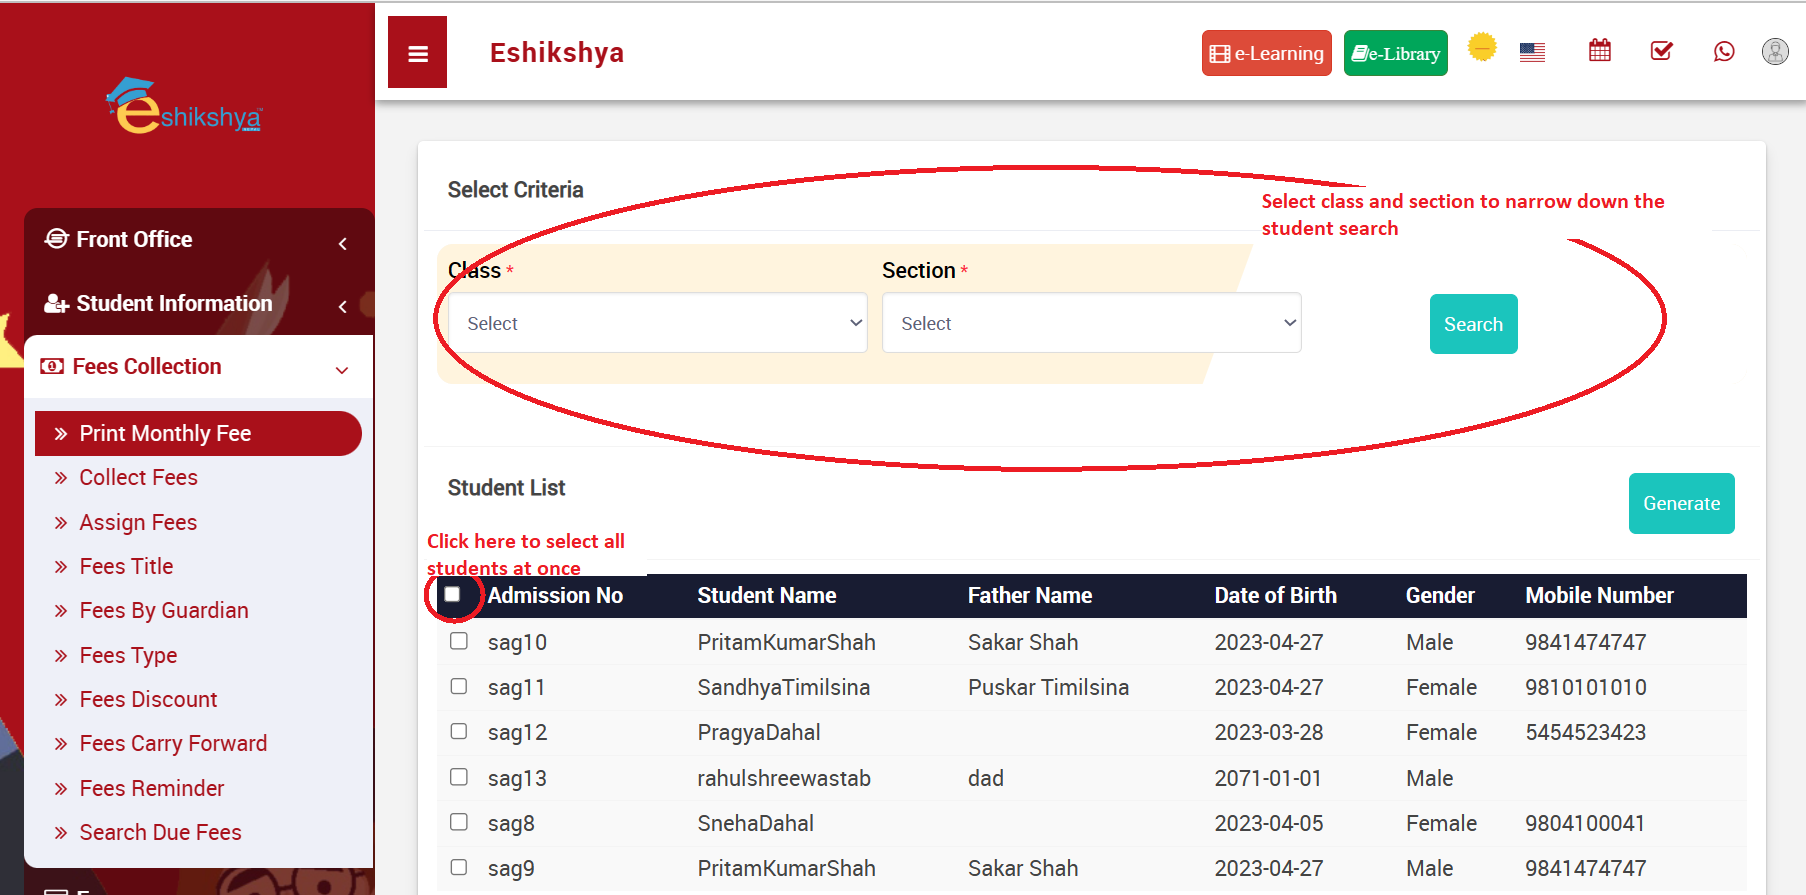 eshikshya
Eshikshya
e-Learning
e-Library
Front Office
Student Information
Fees Collection
Print Monthly Fee
Collect Fees
Assign Fees
Fees Title
Fees By Guardian
Fees Type
Fees Discount
Fees Carry Forward
Fees Reminder
Search Due Fees
Select Criteria
Select class and section to narrow down the
student search
Class * Section *
Select Select Search
Student List
Generate
Click here to select all
students at once
Admission No Student Name Father Name Date of Birth Gender Mobile Number
sag10 PritamKumarShah Sakar Shah 2023-04-27 Male 9841474747
sag11 SandhyaTimilsina Puskar Timilsina 2023-04-27 Female 9810101010
sag12 PragyaDahal 2023-03-28 Female 5454523423
sag13 rahulshreewastab dad 2071-01-01 Male
sag8 SnehaDahal 2023-04-05 Female 9804100041
sag9 PritamKumarShah Sakar Shah 2023-04-27 Male 9841474747